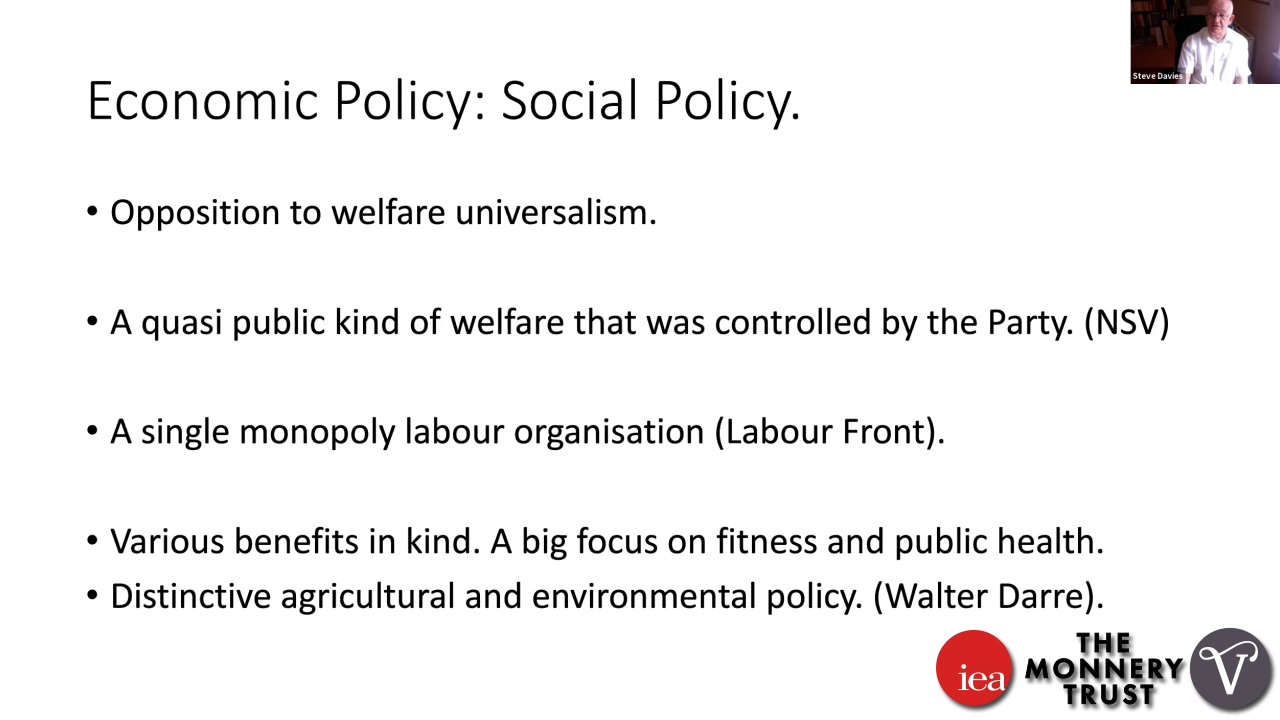 Steve Davies
Economic Policy: Social Policy.
• Opposition to welfare universalism.
• A quasi public kind of welfare that was controlled by the Party. (NSV)
• A single monopoly labour organisation (Labour Front).
• Various benefits in kind. A big focus on fitness and public health.
• Distinctive agricultural and environmental policy. (Walter Darre).
iea
THE
MONNERY
TRUST
V